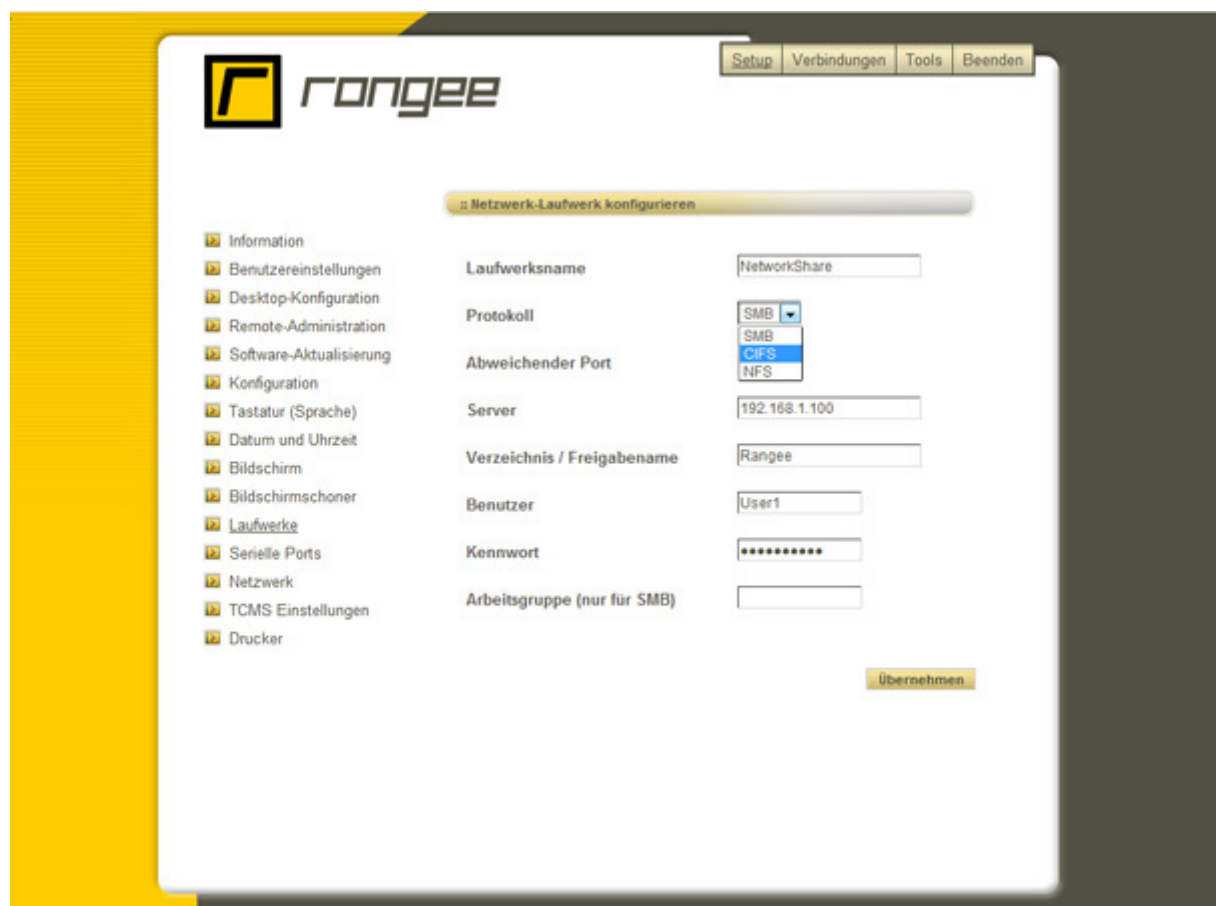 rangee
Setup Verbindungen Tools Beenden
:: Netzwerk-Laufwerk konfigurieren
Information
Benutzereinstellungen
Desktop-Konfiguration
Remote-Administration
Software-Aktualisierung
Konfiguration
Tastatur (Sprache)
Datum und Uhrzeit
Bildschirm
Bildschirmschoner
Laufwerke
Serielle Ports
Netzwerk
TCMS Einstellungen
Drucker
Laufwerksname NetworkShare
Protokoll SMB
SMB
CIFS
NFS
Abweichender Port
Server 192.168.1.100
Verzeichnis / Freigabename Rangee
Benutzer User1
Kennwort ••••••••••
Arbeitsgruppe (nur für SMB)
Übernehmen